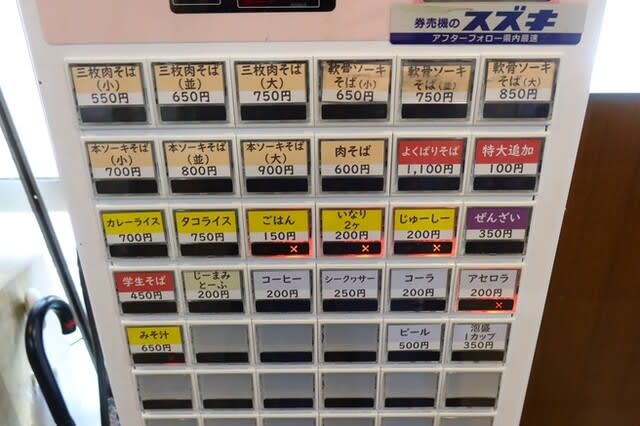 券売機のスズキ
アフターフォロー県内最速
三枚肉そば
(小)
550円
三枚肉そば
(並)
650円
三枚肉そば
(大)
750円
軟骨ソーキ
そば(小)
650円
軟骨ソーキ
そば(並)
750円
軟骨ソーキ
そば(大)
850円
本ソーキそば
(小)
700円
本ソーキそば
(並)
800円
本ソーキそば
(大)
900円
肉そば
600円
よくばりそば
1,100円
特大追加
100円
カレーライス
700円
タコライス
750円
ごはん
150円
いなり
2ヶ
200円
じゅーしー
200円
ぜんざい
350円
学生そば
450円
じーまみ
とーふ
200円
コーヒー
200円
シークヮサー
250円
コーラ
200円
アセロラ
200円
みそ汁
650円
ビール
500円
泡盛
1カップ
350円